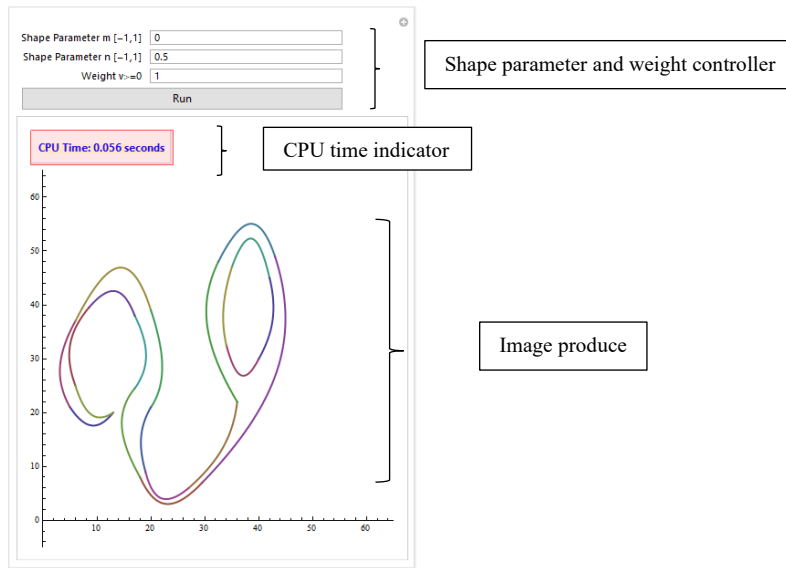 Shape Parameter m [-1,1] 0
Shape Parameter n [-1,1] 0.5
Weight v>=0 1
Run
Shape parameter and weight controller
CPU Time: 0.056 seconds
CPU time indicator
60
50
40
30
20
10
0
10 20 30 40 50 60
Image produce